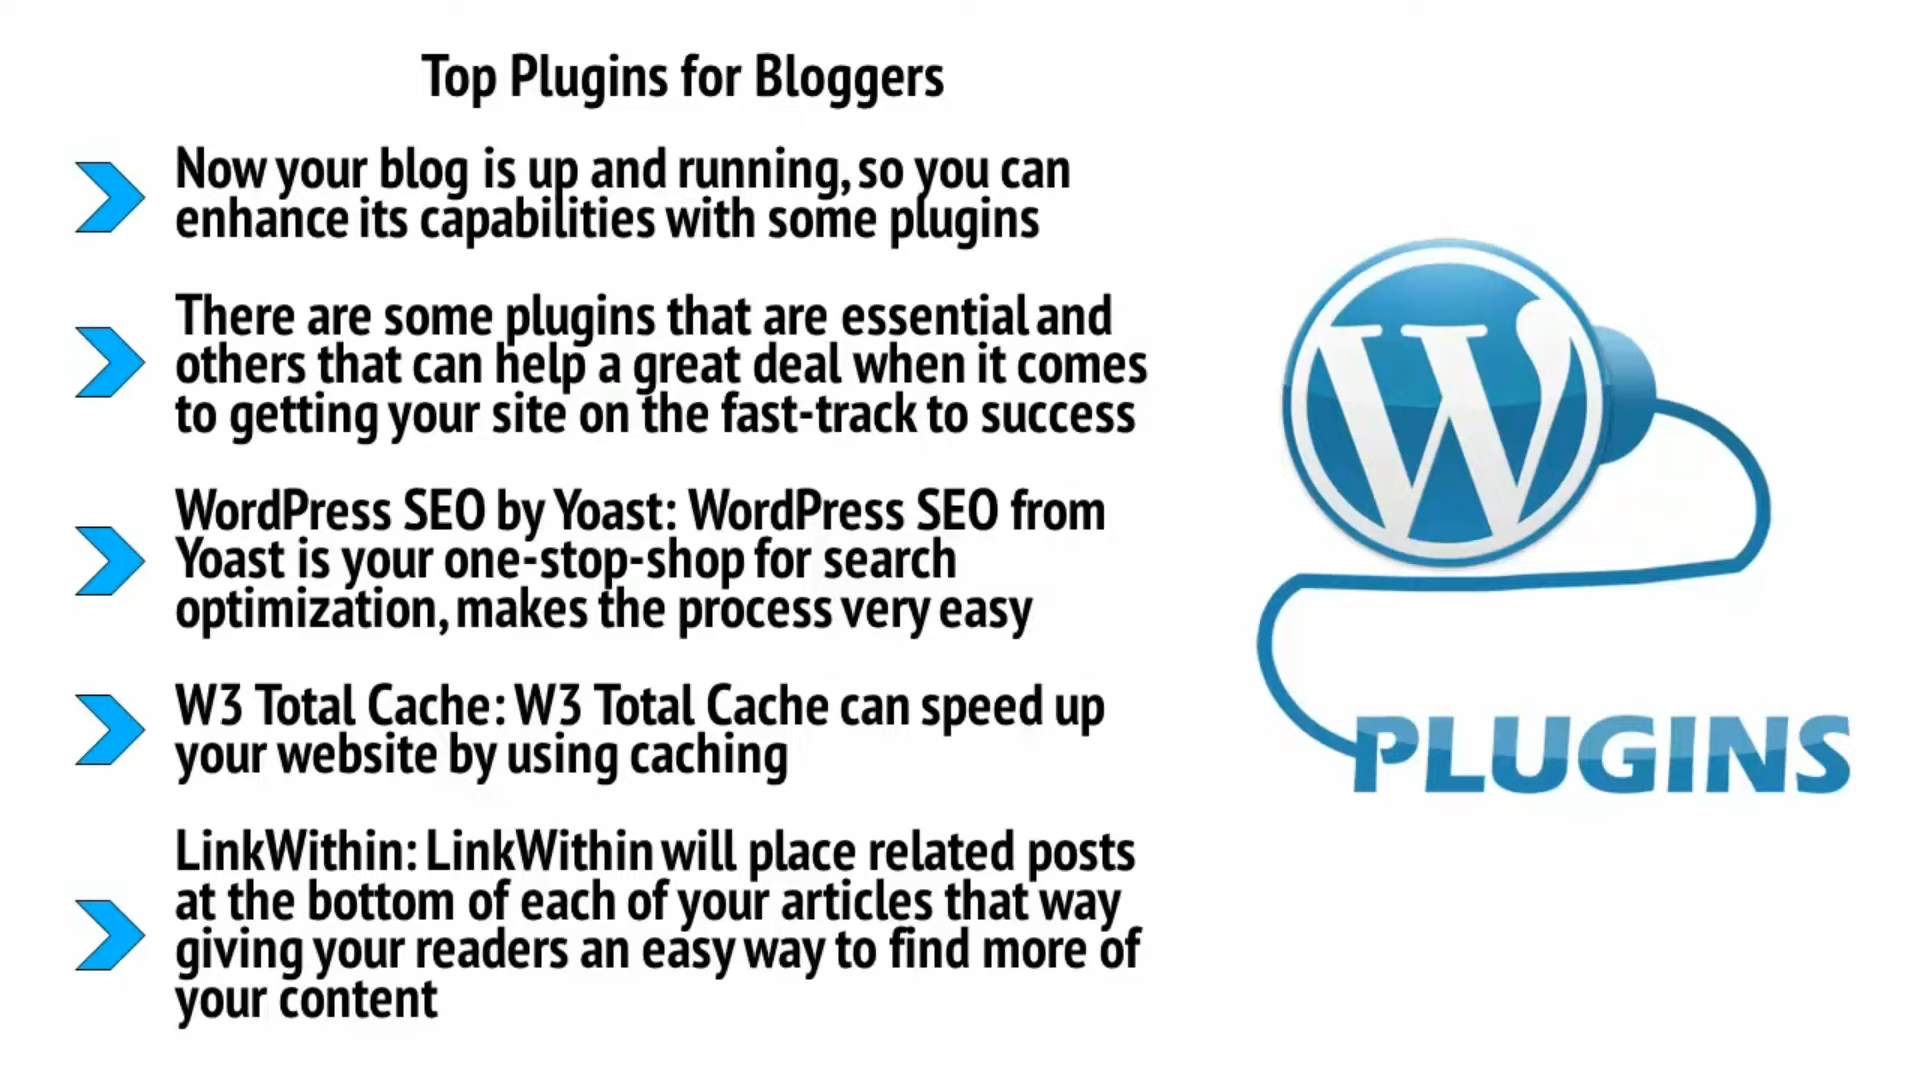 Top Plugins for Bloggers
Now your blog is up and running, so you can
enhance its capabilities with some plugins
There are some plugins that are essential and
others that can help a great deal when it comes
to getting your site on the fast-track to success
WordPress SEO by Yoast: WordPress SEO from
Yoast is your one-stop-shop for search
optimization, makes the process very easy
W3 Total Cache: W3 Total Cache can speed up
your website by using caching
LinkWithin: LinkWithin will place related posts
at the bottom of each of your articles that way
giving your readers an easy way to find more of
your content
W
PLUGINS